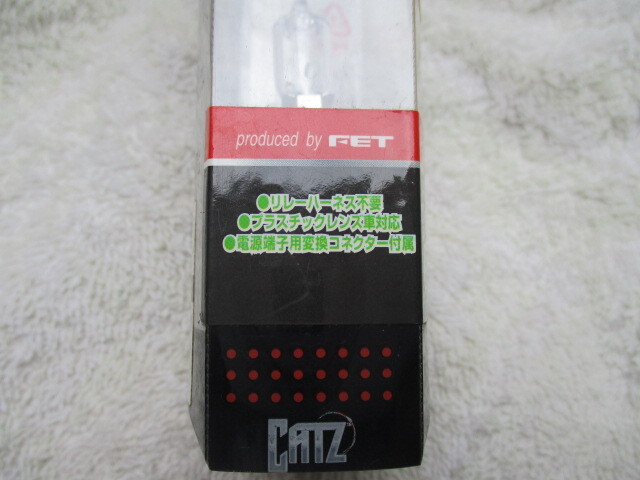 produced by FET
●リレーハーネス不要
●プラスチックレンズ車対応
●電源端子用変換コネクター付属
CATZ